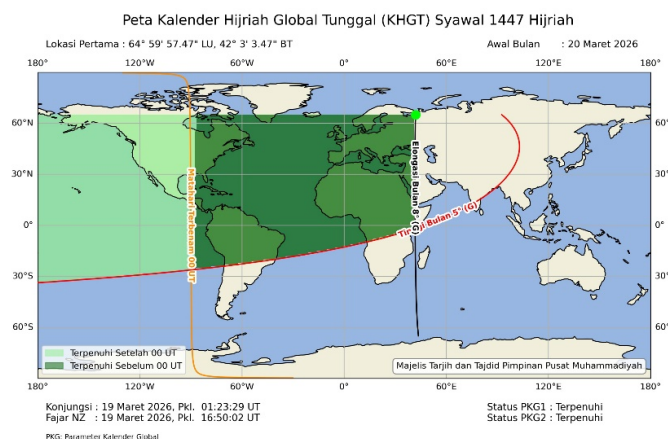 Peta Kalender Hijriah Global Tunggal (KHGT) Syawal 1447 Hijriah
Lokasi Pertama : 64° 59' 57.47" LU, 42° 3' 3.47" BT
Awal Bulan : 20 Maret 2026
180° 120°W 60°W 0° 60°E 120°E 180°
60°N
30°N
0°
30°S
60°S
Matahari Terbenam 00 UT
Elongasi Bulan 8° (G)
Tinggi Bulan 5° (G)
Terpenuhi Setelah 00 UT
Terpenuhi Sebelum 00 UT
Majelis Tarjih dan Tajdid Pimpinan Pusat Muhammadiyah
180° 120°W 60°W 0° 60°E 120°E 180°
Konjungsi : 19 Maret 2026, Pkl. 01:23:29 UT
Fajar NZ : 19 Maret 2026, Pkl. 16:50:02 UT
Status PKG1 : Terpenuhi
Status PKG2 : Terpenuhi
PKG: Parameter Kalender Global